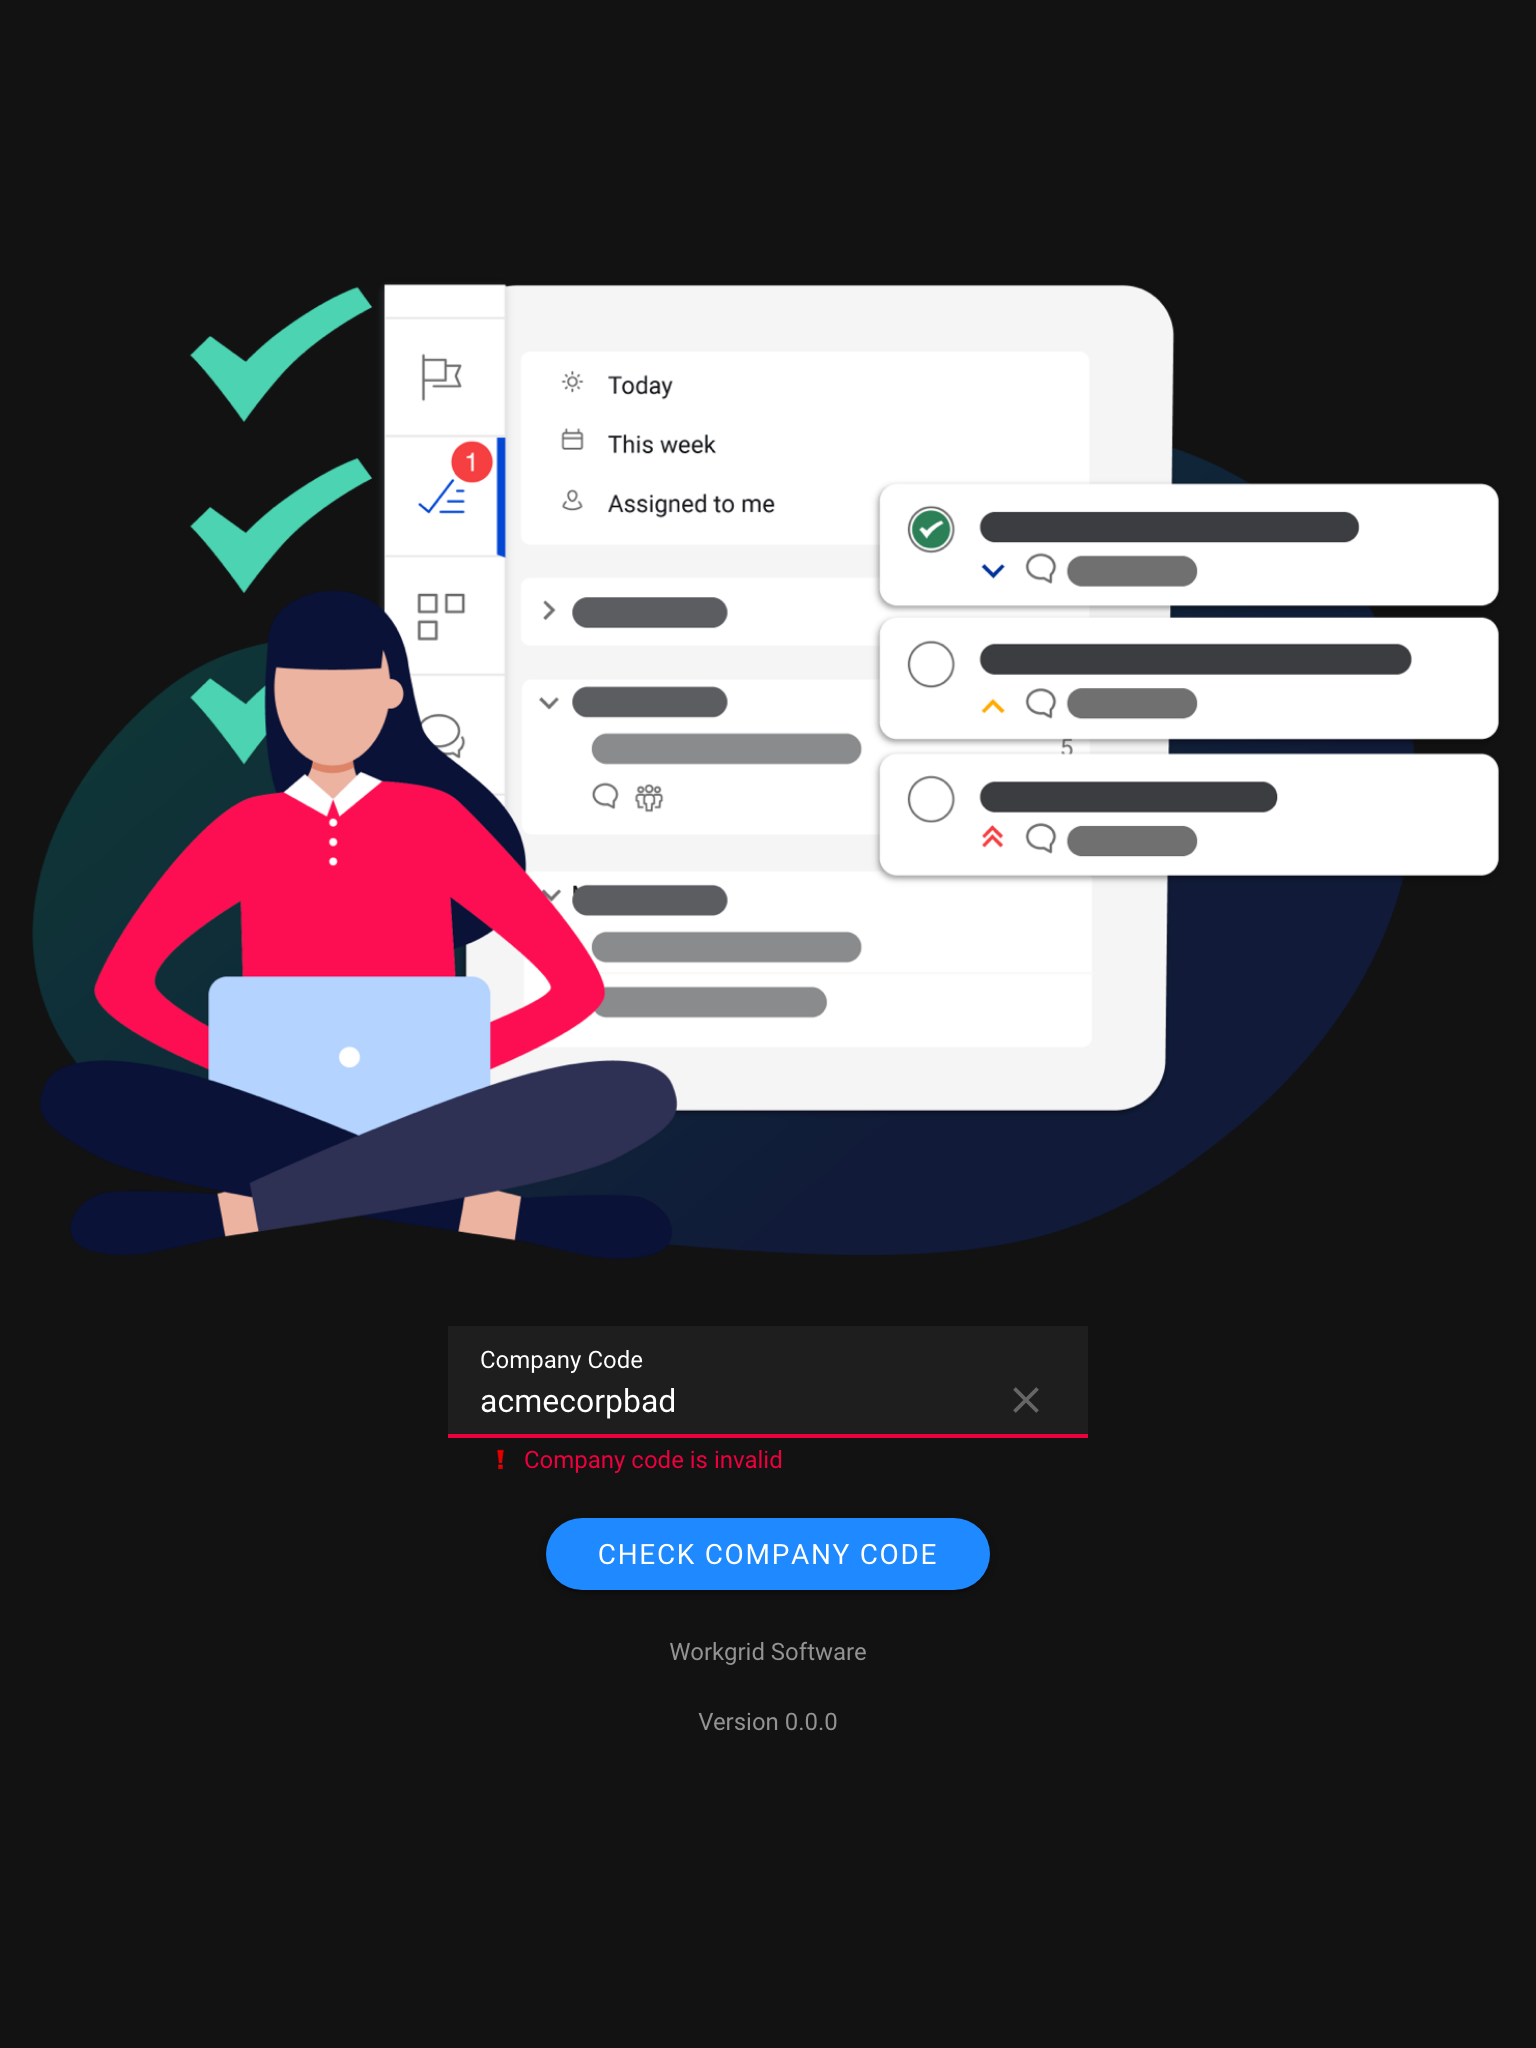 Today
1
This week
Assigned to me
5
Company Code
acmecorpbad
Company code is invalid
CHECK COMPANY CODE
Workgrid Software
Version 0.0.0